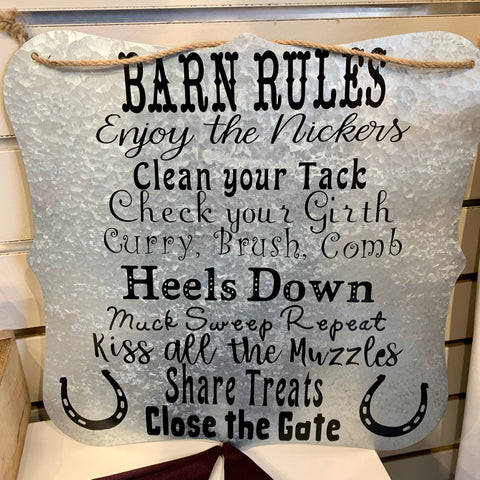 BARN RULES
Enjoy the Nickers
Clean your Tack
Check your Girth
Curry, Brush, Comb
Heels Down
Muck Sweep Repeat
Kiss all the Muzzles
Share Treats
Close the Gate